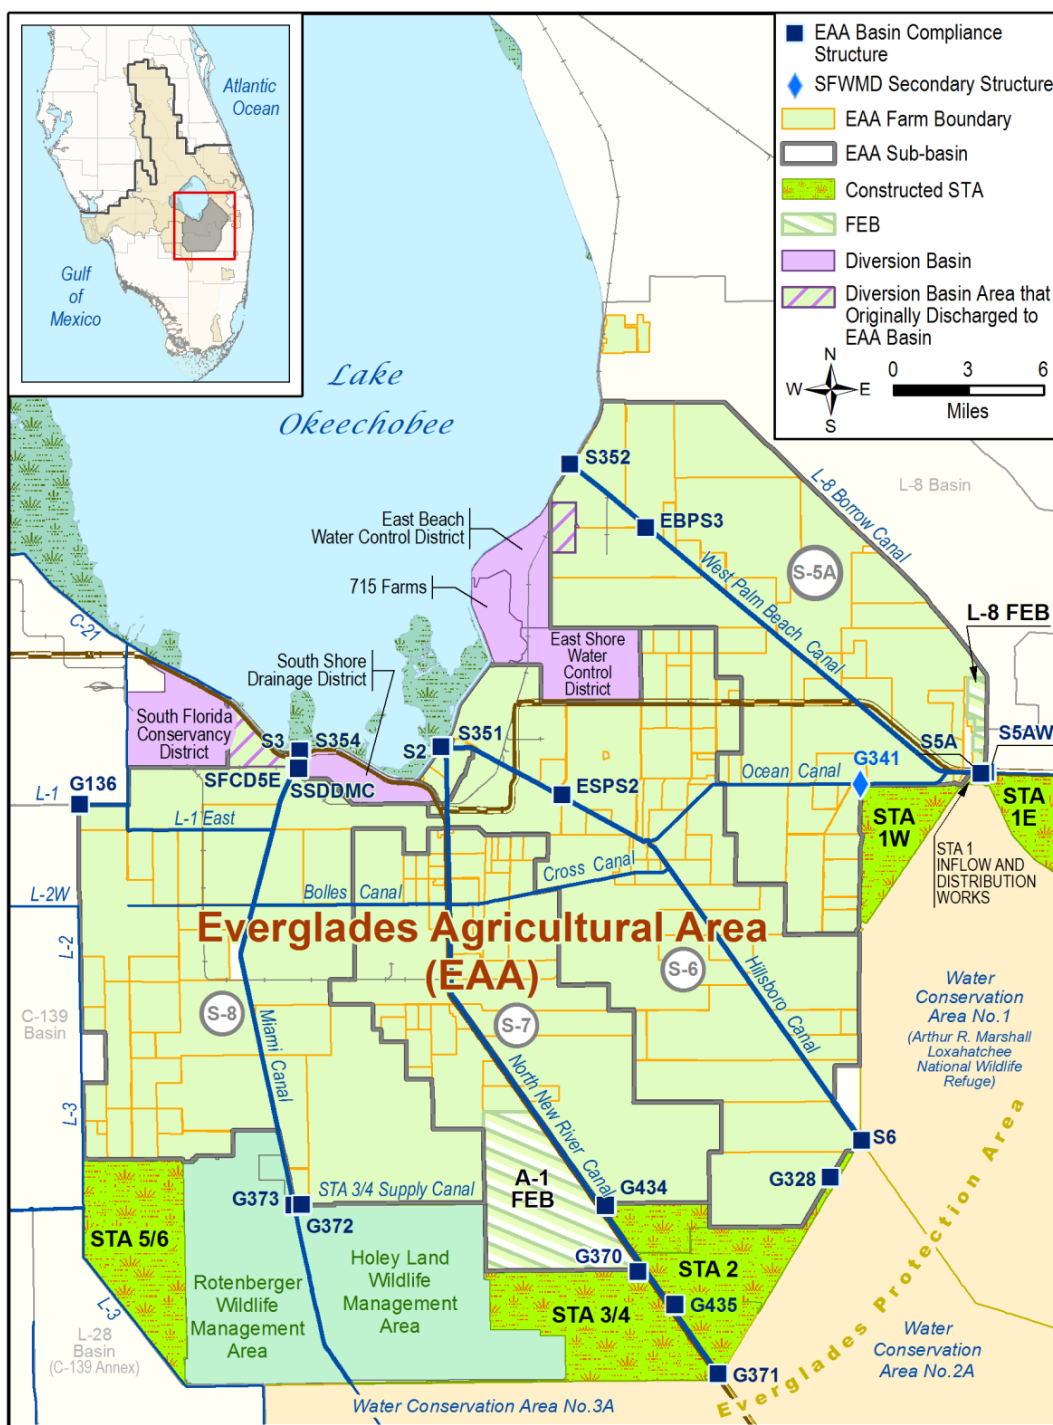 Atlantic
Ocean
Gulf
of
Mexico
EAA Basin Compliance
Structure
SFWMD Secondary Structure
EAA Farm Boundary
EAA Sub-basin
Constructed STA
FEB
Diversion Basin
Diversion Basin Area that
Originally Discharged to
EAA Basin
N
W
E
S
0
3
6
Miles
Lake
Okeechobee
S352
L-8 Borrow Canal
L-8 Basin
East Beach
Water Control District
EBPS3
West Palm Beach Canal
S-5A
715 Farms
L-8 FEB
C-21
East Shore
Water
Control
District
South Shore
Drainage District
South Florida
Conservancy
District
S3
S354
S2
S351
S5A
S5AW
G341
SFCD5E
SSDDMC
Ocean Canal
G136
ESPS2
L-1
L-1 East
STA
1W
STA
1E
STA 1
INFLOW AND
DISTRIBUTION
WORKS
Cross Canal
Bolles Canal
L-2W
Everglades Agricultural Area
(EAA)
L-2
S-6
Hillsboro Canal
Water
Conservation
Area No.1
(Arthur R. Marshall
Loxahatchee
National Wildlife
Refuge)
C-139
Basin
S-8
S-7
Miami Canal
North New River Canal
L-3
S6
Everglades Protection Area
A-1
FEB
G328
STA 3/4 Supply Canal
G373
G372
G434
STA 5/6
Holey Land
Wildlife
Management
Area
G370
STA 2
Rotenberger
Wildlife
Management
Area
G435
STA 3/4
L-3
L-28
Basin
(C-139 Annex)
Water
Conservation
Area No.2A
G371
Water Conservation Area No.3A